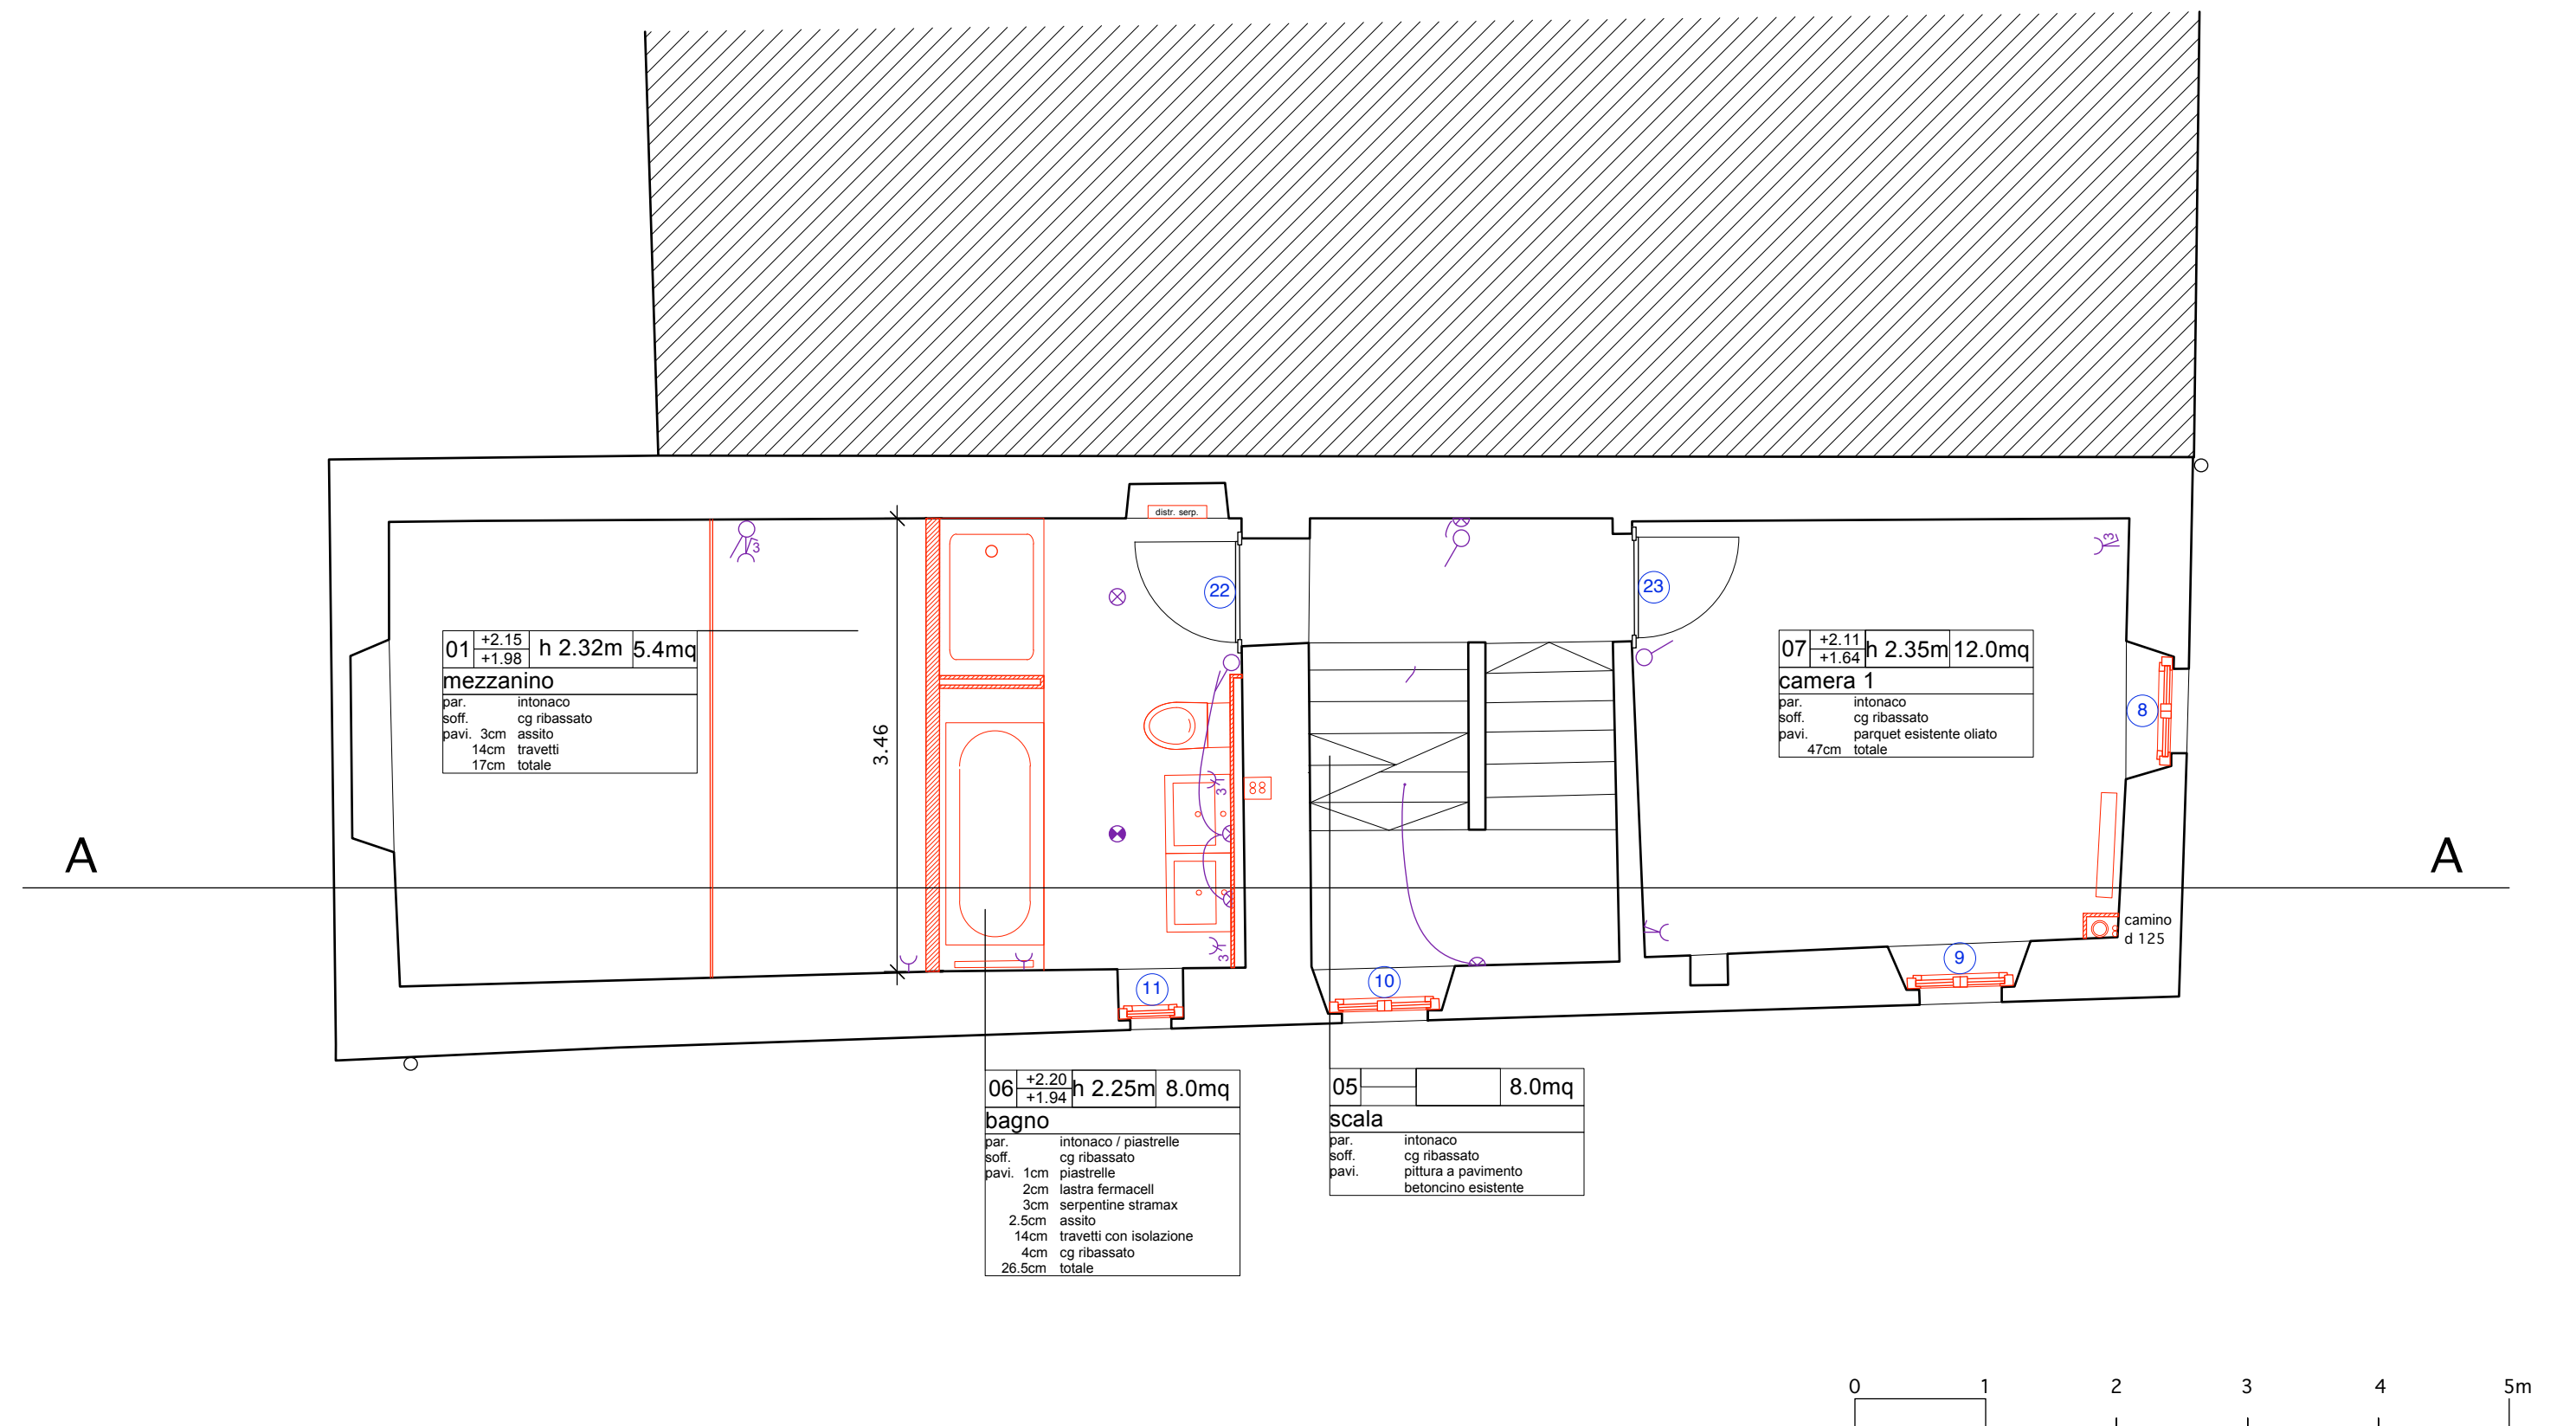 distr. serp.
3
3
22
23
01 +2.15 +1.98 h 2.32m 5.4mq
mezzanino
par. intonaco
soff. cg ribassato
pavi. 3cm assito
14cm travetti
17cm totale
07 +2.11 +1.64 h 2.35m 12.0mq
camera 1
par. intonaco
soff. cg ribassato
pavi. parquet esistente oliato
47cm totale
8
3.46
3
A
A
camino
d 125
3
9
10
11
06 +2.20 +1.94 h 2.25m 8.0mq
bagno
par. intonaco / piastrelle
soff. cg ribassato
pavi. 1cm piastrelle
2cm lastra fermacell
3cm serpentine stramax
2.5cm assito
14cm travetti con isolazione
4cm cg ribassato
26.5cm totale
05 8.0mq
scala
par. intonaco
soff. cg ribassato
pavi. pittura a pavimento
betoncino esistente
0 1 2 3 4 5m